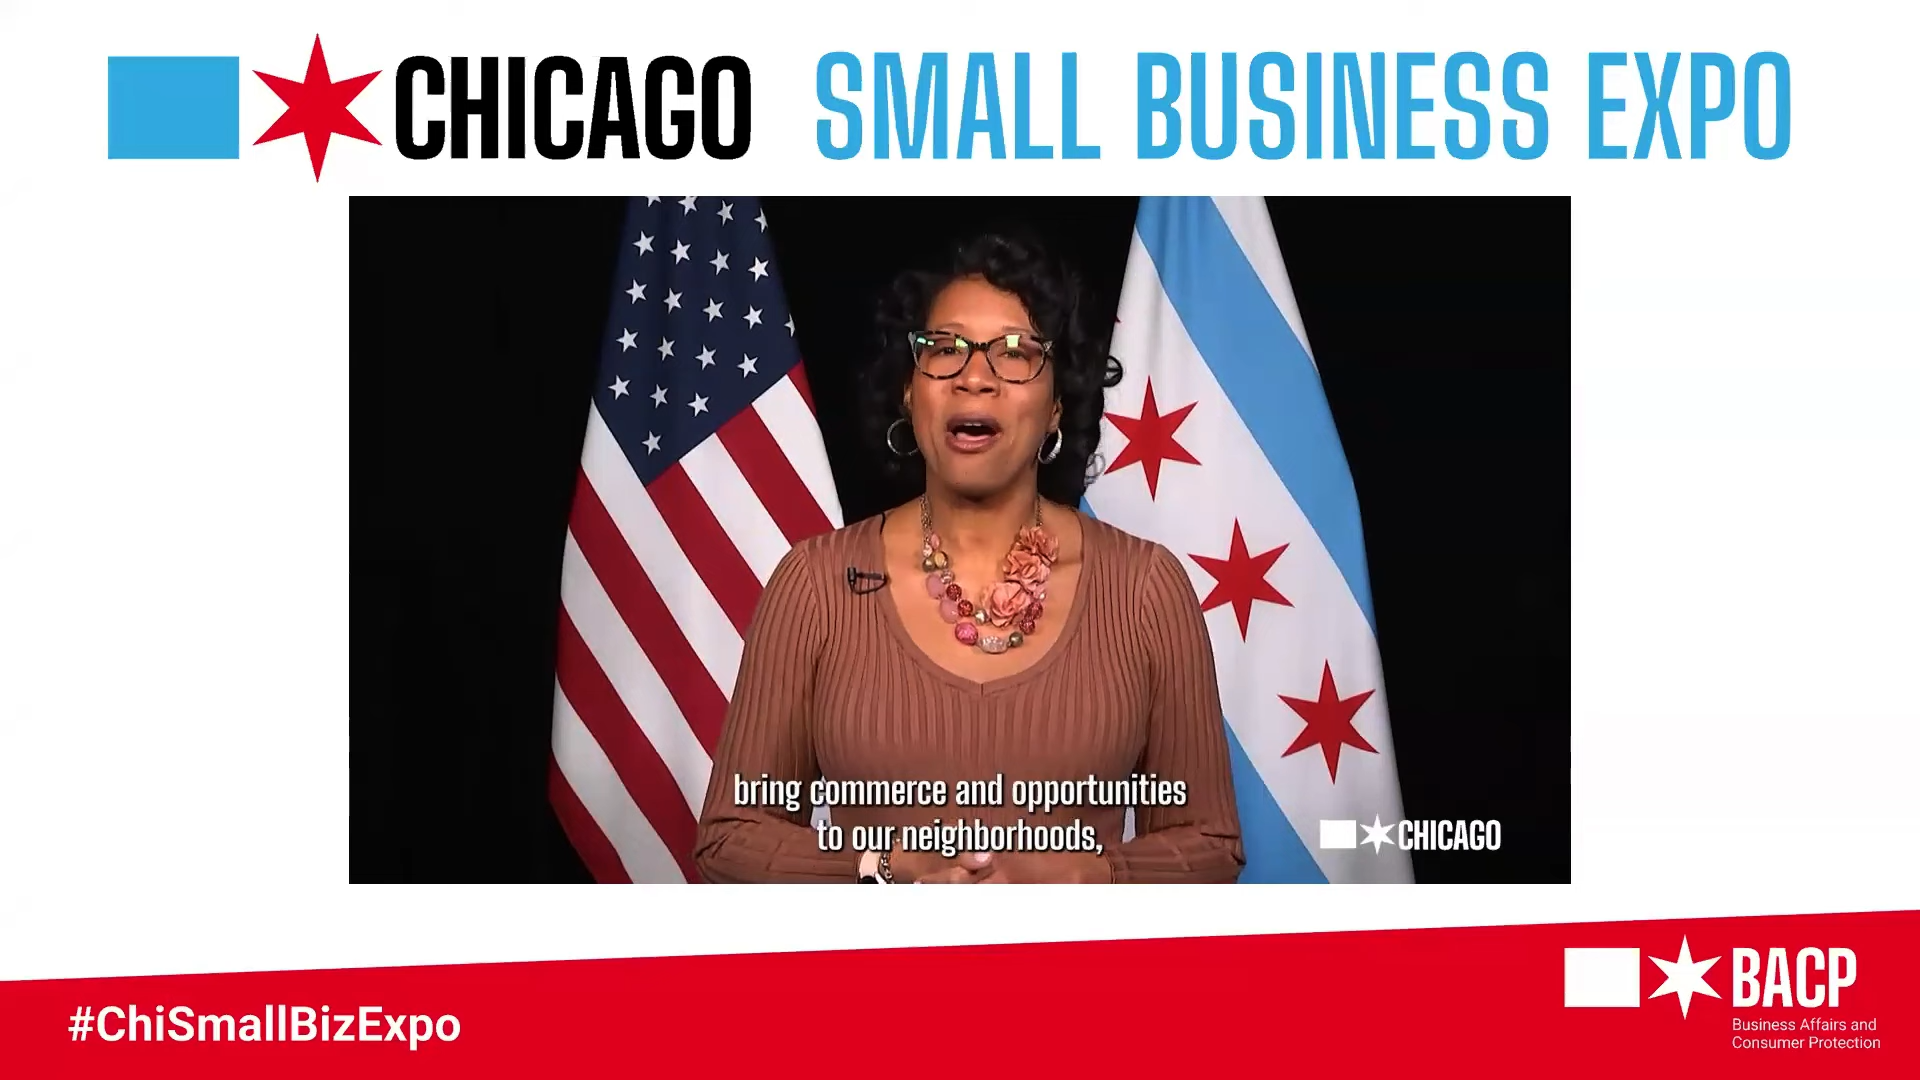 CHICAGO SMALL BUSINESS EXPO
bring commerce and opportunities
to our neighborhoods,
CHICAGO
#ChiSmallBizExpo
BACP
Business Affairs and
Consumer Protection